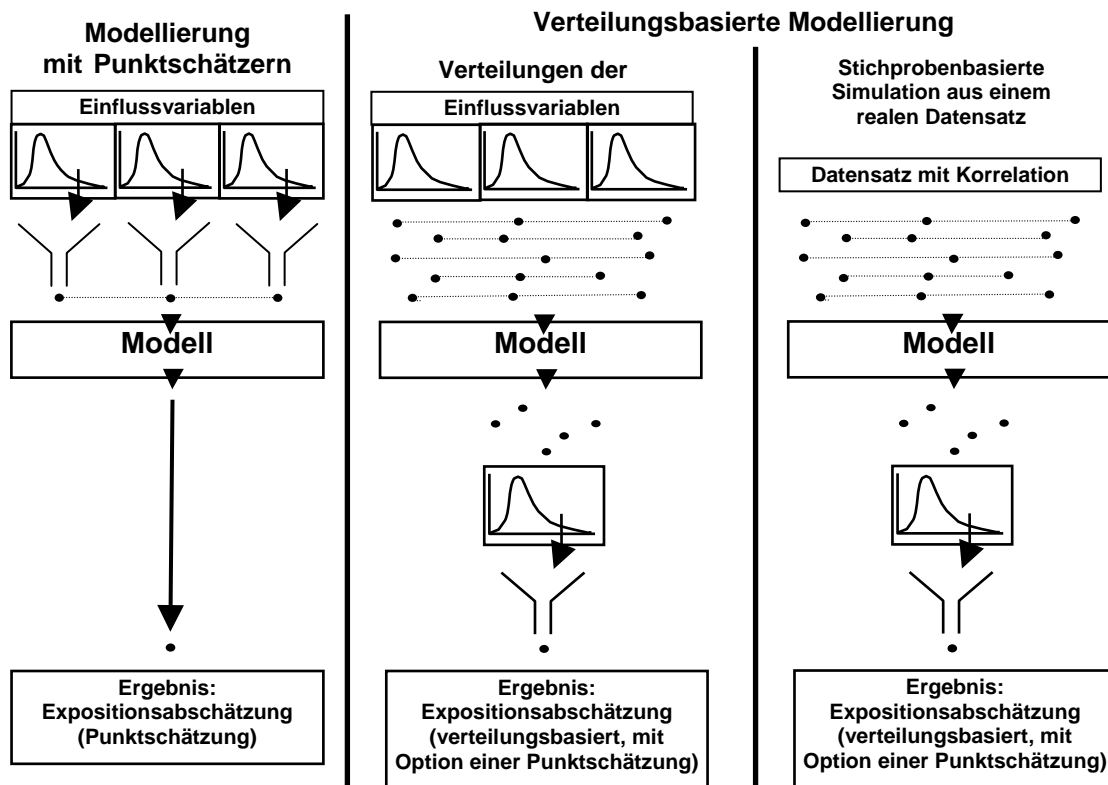 Modellierung
mit Punktschätzern
Einflussvariablen
Modell
Ergebnis:
Expositionsabschätzung
(Punktschätzung)
Verteilungsbasierte Modellierung
Verteilungen der
Einflussvariablen
Modell
Ergebnis:
Expositionsabschätzung
(verteilungsbasiert, mit
Option einer Punktschätzung)
Stichprobenbasierte
Simulation aus einem
realen Datensatz
Datensatz mit Korrelation
Modell
Ergebnis:
Expositionsabschätzung
(verteilungsbasiert, mit
Option einer Punktschätzung)